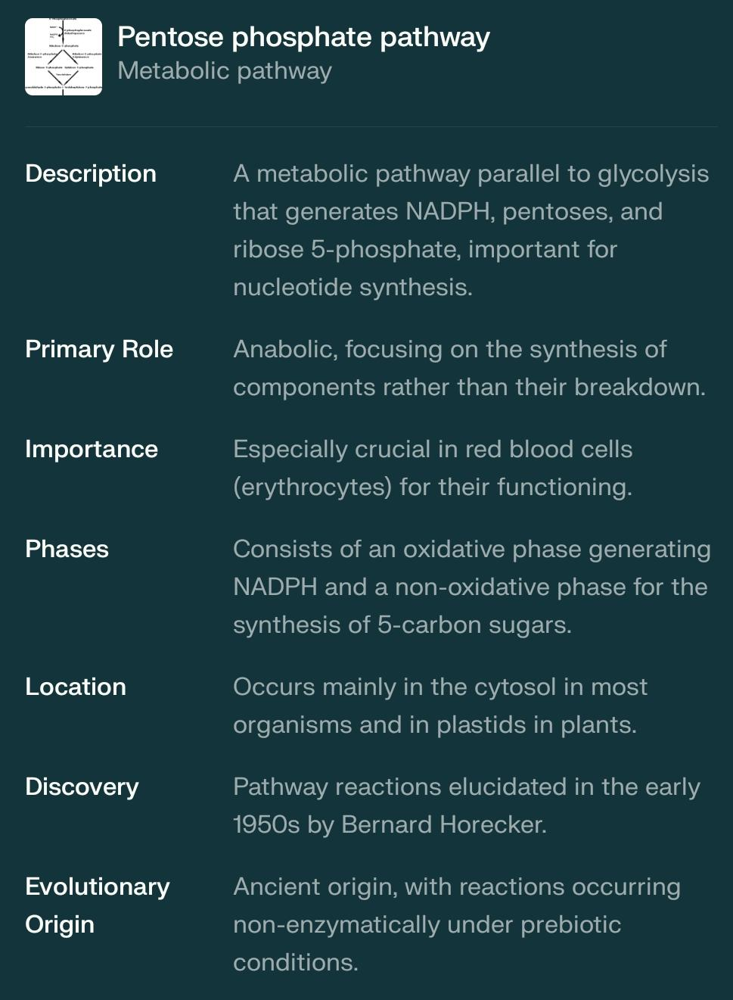 Pentose phosphate pathway
Metabolic pathway
Description
A metabolic pathway parallel to glycolysis
that generates NADPH, pentoses, and
ribose 5-phosphate, important for
nucleotide synthesis.
Primary Role
Anabolic, focusing on the synthesis of
components rather than their breakdown.
Importance
Especially crucial in red blood cells
(erythrocytes) for their functioning.
Phases
Consists of an oxidative phase generating
NADPH and a non-oxidative phase for the
synthesis of 5-carbon sugars.
Location
Occurs mainly in the cytosol in most
organisms and in plastids in plants.
Discovery
Pathway reactions elucidated in the early
1950s by Bernard Horecker.
Evolutionary
Origin
Ancient origin, with reactions occurring
non-enzymatically under prebiotic
conditions.